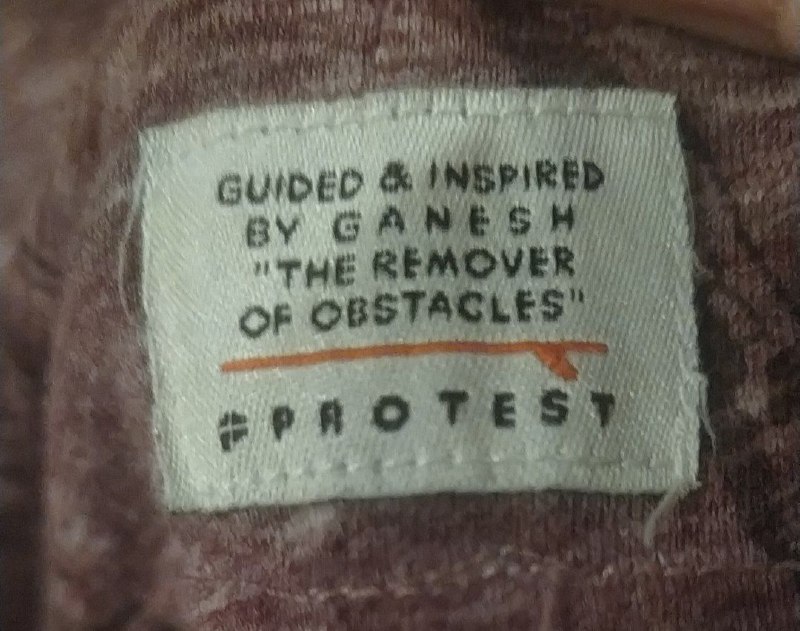 GUIDED & INSPIRED
BY GANESH
"THE REMOVER
OF OBSTACLES"
PROTEST